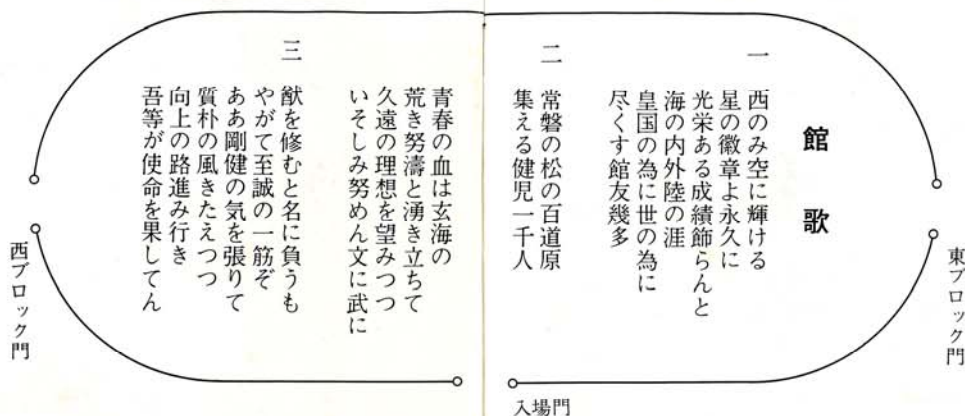 館歌
一
西のみ空に輝ける
星の徽章よ永久に
光栄ある成績飾らんと
海の内外陸の涯
皇国の為に世の為に
尽くす館友幾多
二
常磐の松の百道原
集える健児一千人
青春の血は玄海の
荒き努濤と湧き立ちて
久遠の理想を望みつつ
いそしみ努めん文に武に
三
猷を修むと名に負うも
やがて至誠の一筋ぞ
ああ剛健の気を張りて
質朴の風きたえつつ
向上の路進み行き
吾等が使命を果してん
東ブロック門
入場門
西ブロック門